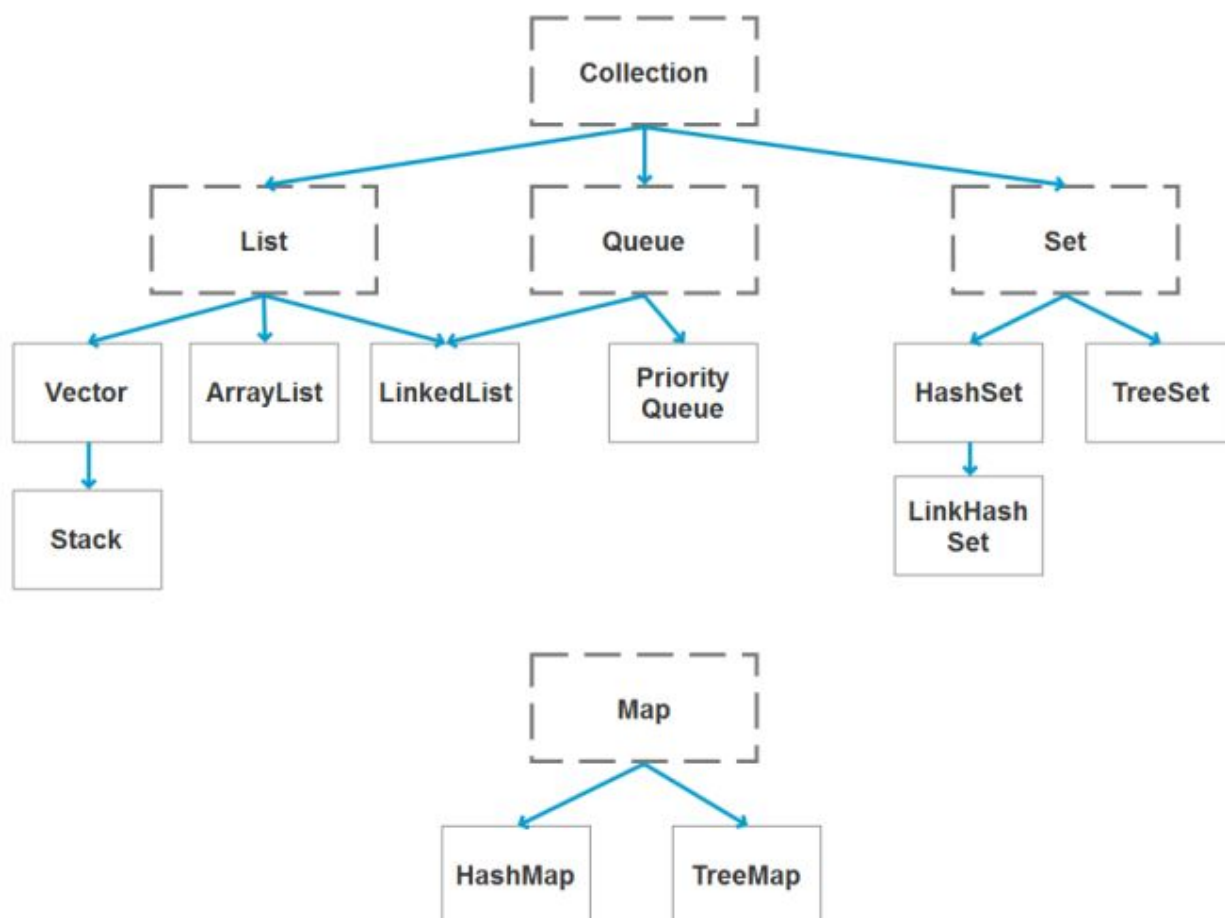 Collection
List
Queue
Set
Vector
ArrayList
LinkedList
Priority
Queue
HashSet
TreeSet
Stack
LinkHash
Set
Map
HashMap
TreeMap